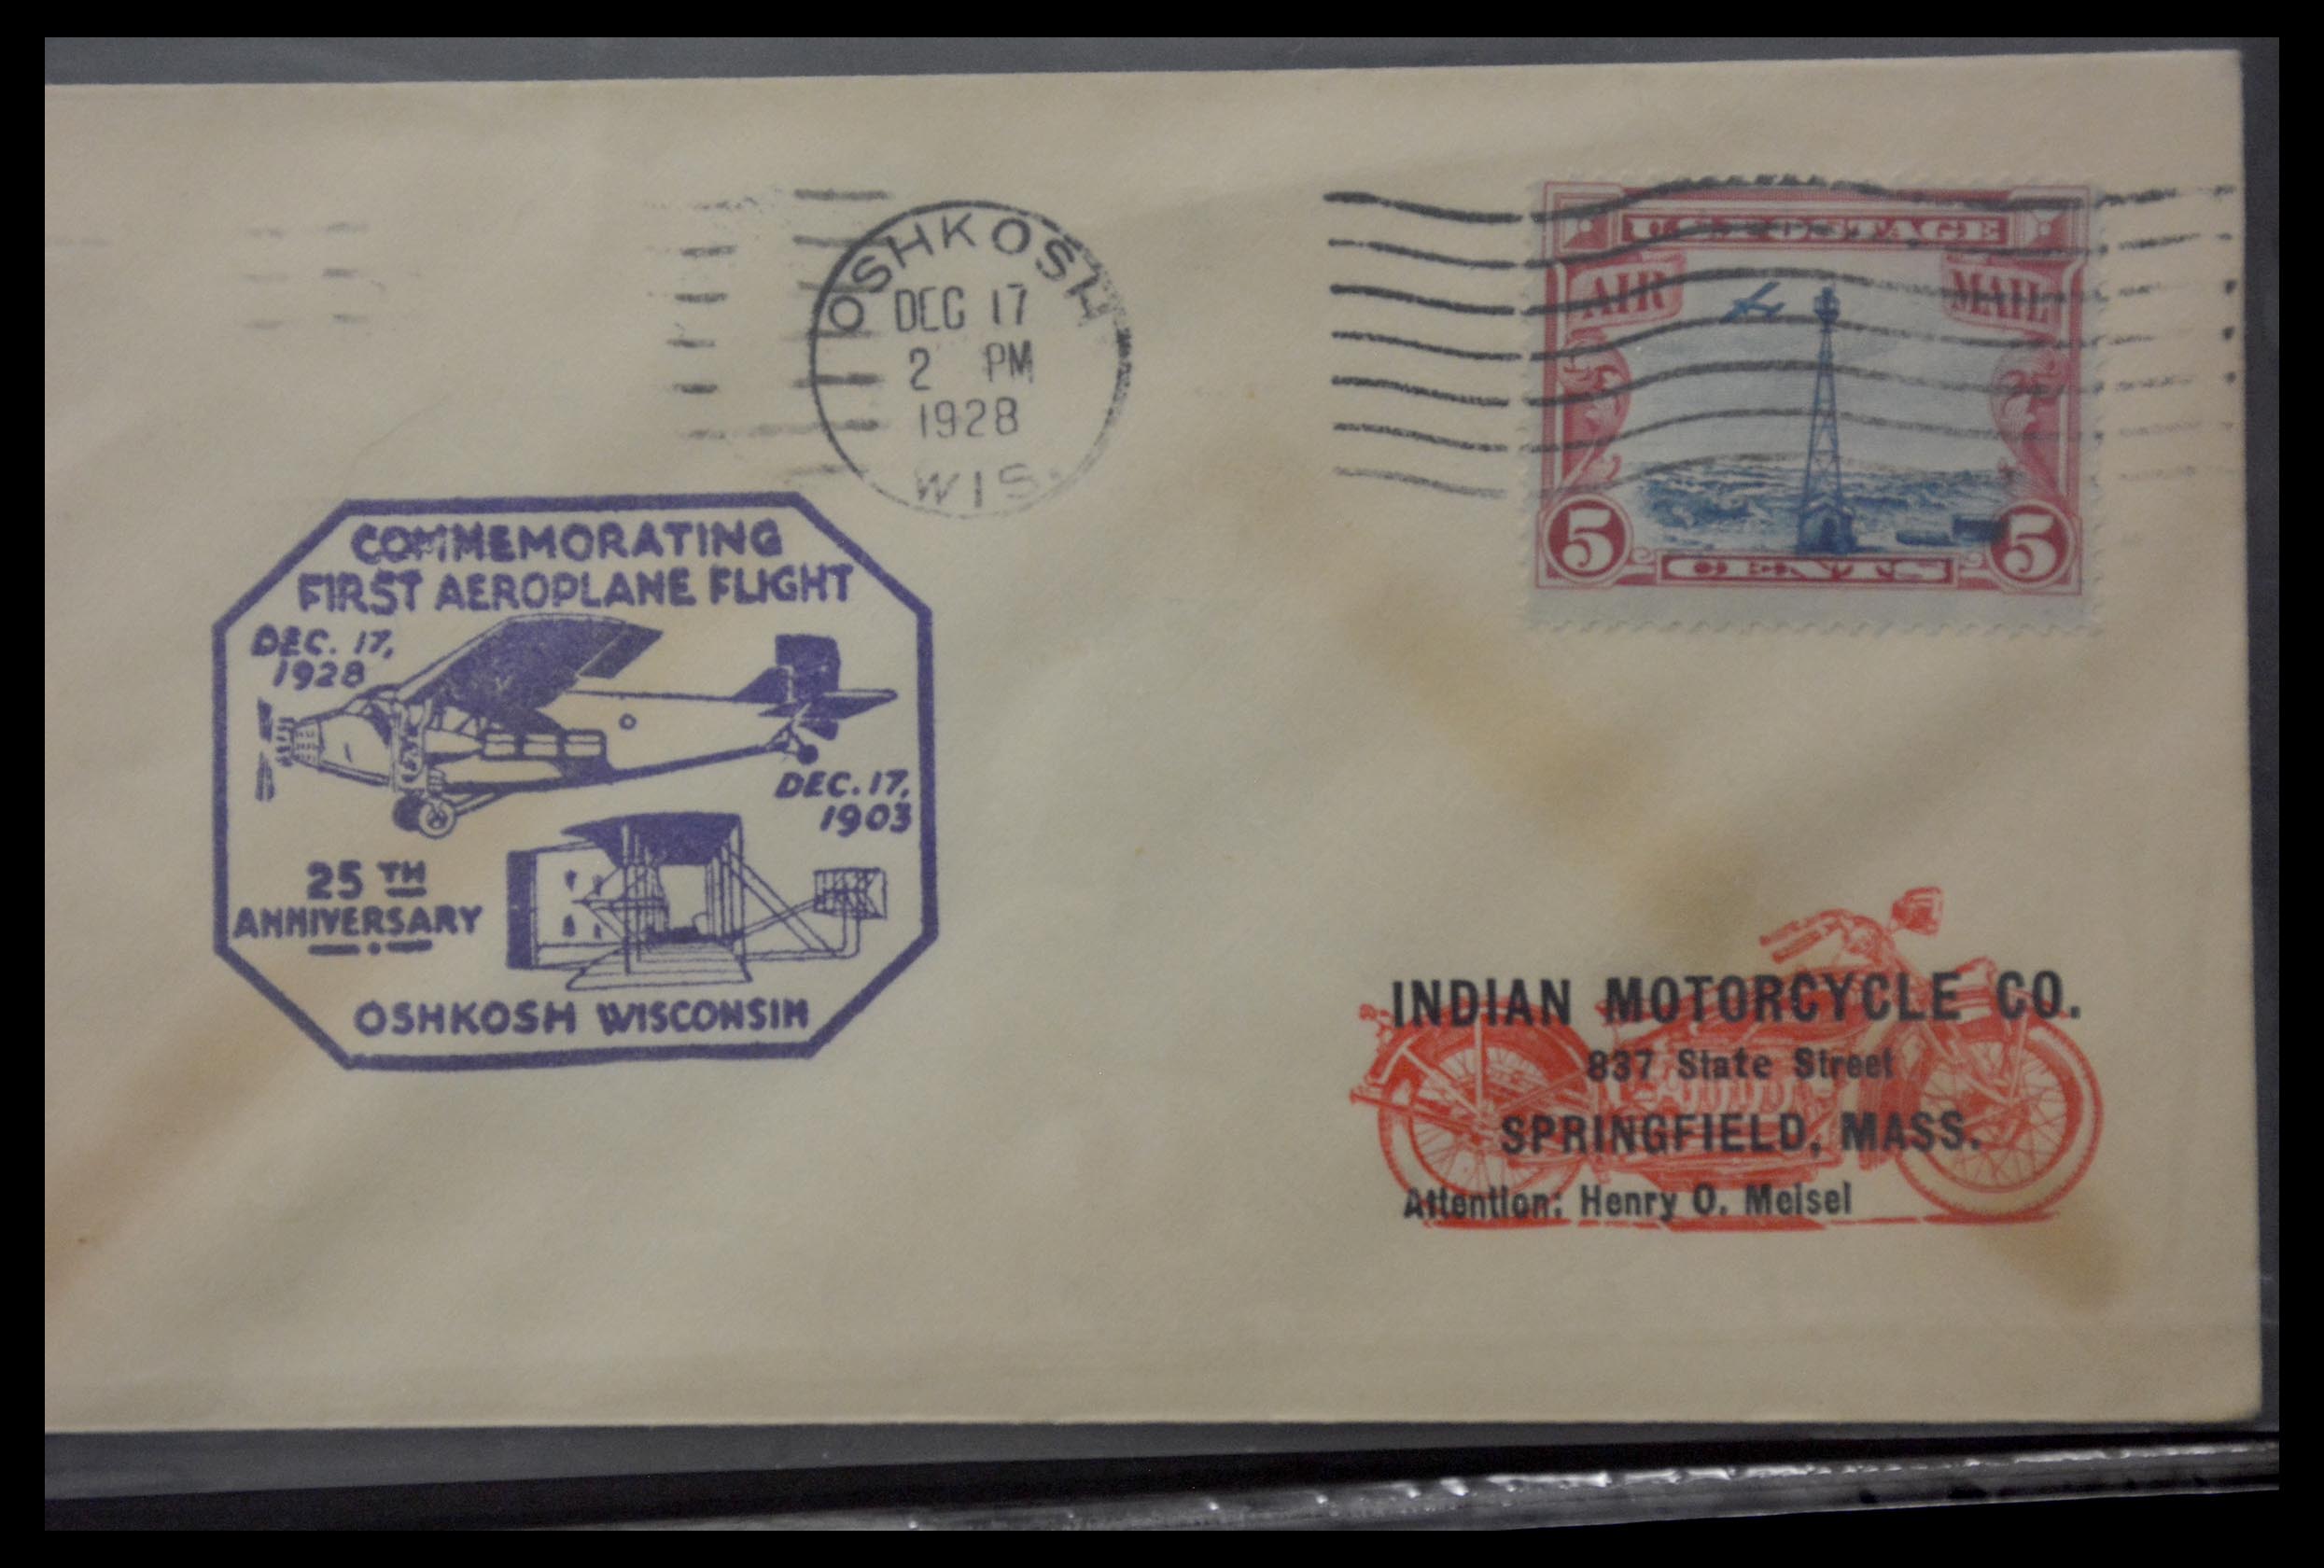 OSHKOSH
DEC 17
2 PM
1928
WIS.
U.S. POSTAGE
AIR MAIL
5 CENTS 5
COMMEMORATING
FIRST AEROPLANE FLIGHT
DEC. 17,
1928
DEC. 17,
1903
25TH
ANNIVERSARY
OSHKOSH WISCONSIN
INDIAN MOTORCYCLE CO.
837 State Street
SPRINGFIELD, MASS.
Attention: Henry O. Meisel